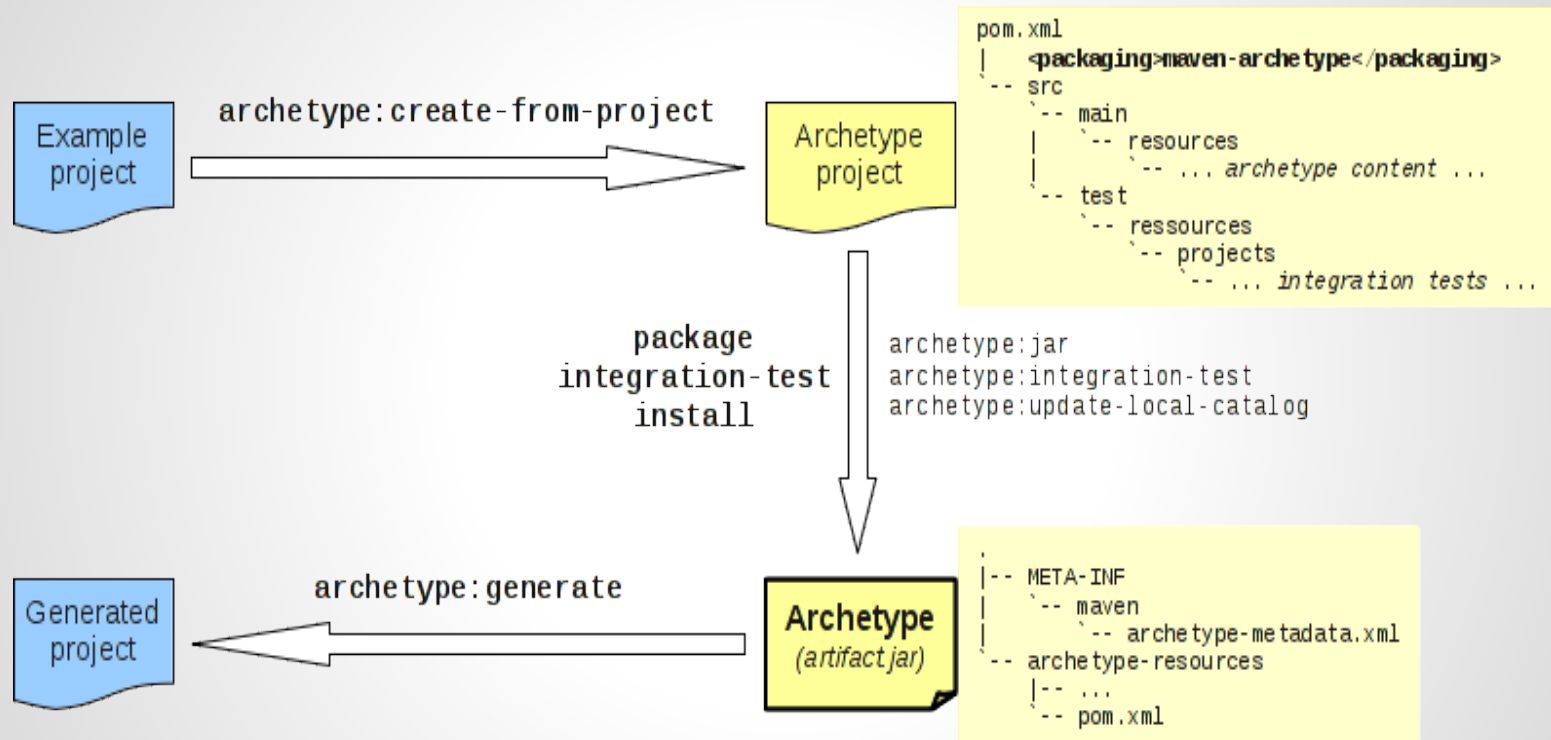 Example
project
archetype:create-from-project
Archetype
project
pom.xml
|   <packaging>maven-archetype</packaging>
`-- src
    `-- main
    |   `-- resources
    |       `-- ... archetype content ...
    `-- test
        `-- ressources
            `-- projects
                `-- ... integration tests ...
package
integration-test
install
archetype:jar
archetype:integration-test
archetype:update-local-catalog
Generated
project
archetype:generate
Archetype
(artifact jar)
.
|-- META-INF
|   `-- maven
|       `-- archetype-metadata.xml
`-- archetype-resources
    |-- ...
    `-- pom.xml